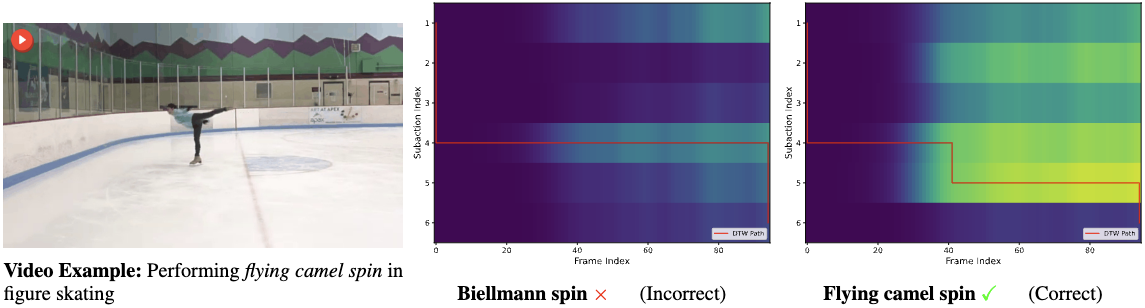 1
2
3
4
5
6
Subaction Index
0
20
40
60
80
Frame Index
DTW Path
1
2
3
4
5
6
Subaction Index
0
20
40
60
80
Frame Index
DTW Path
Video Example: Performing flying camel spin in
figure skating
Biellmann spin × (Incorrect)
Flying camel spin ✓ (Correct)